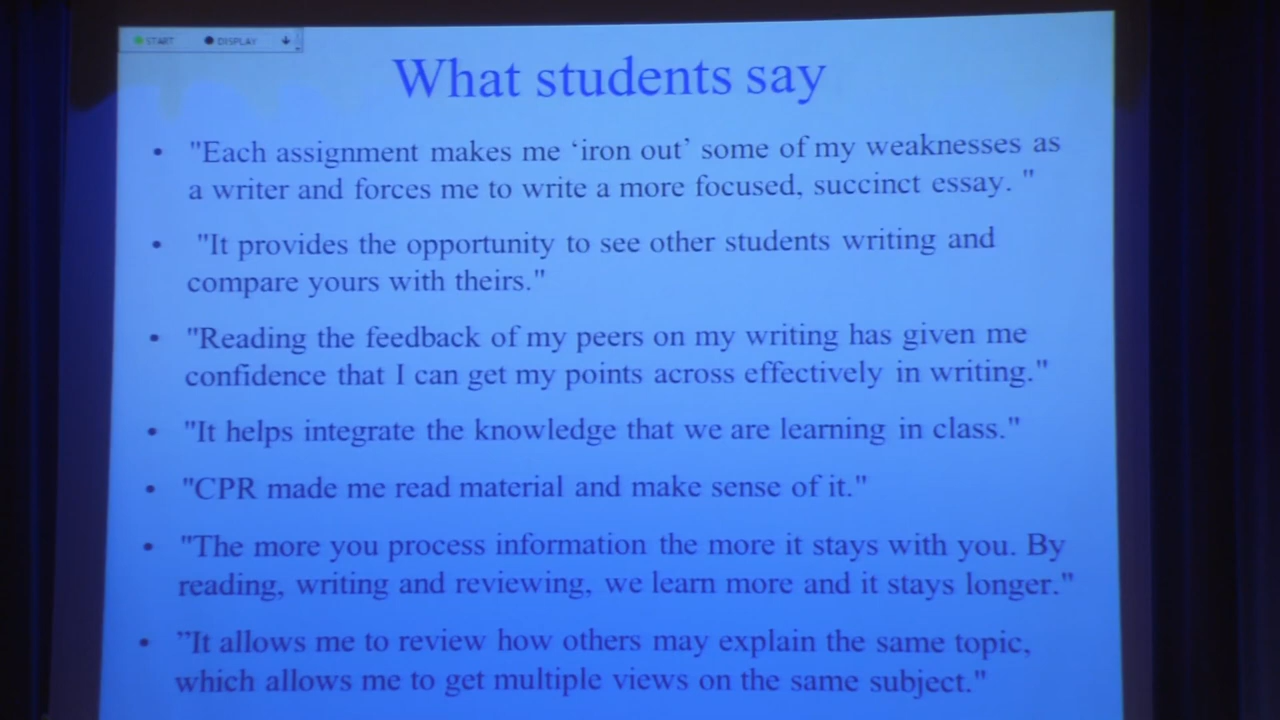 START DISPLAY
What students say
• "Each assignment makes me ‘iron out’ some of my weaknesses as
a writer and forces me to write a more focused, succinct essay. "
• "It provides the opportunity to see other students writing and
compare yours with theirs."
• "Reading the feedback of my peers on my writing has given me
confidence that I can get my points across effectively in writing."
• "It helps integrate the knowledge that we are learning in class."
• "CPR made me read material and make sense of it."
• "The more you process information the more it stays with you. By
reading, writing and reviewing, we learn more and it stays longer."
• ”It allows me to review how others may explain the same topic,
which allows me to get multiple views on the same subject."